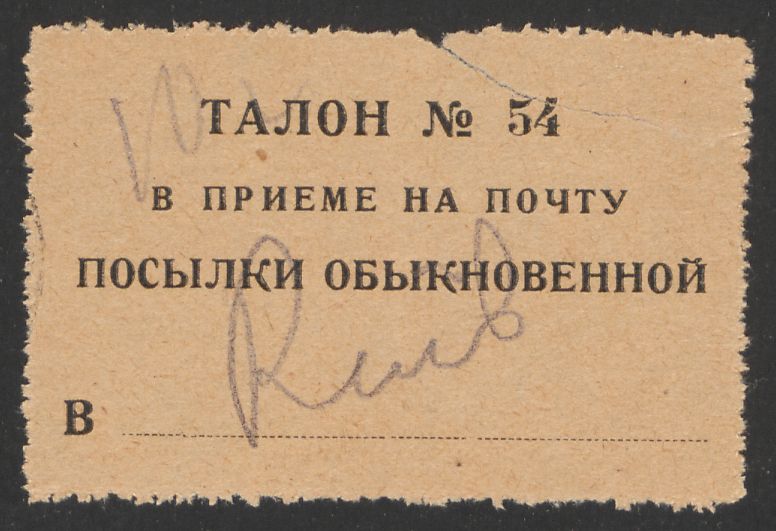 ТАЛОН № 54
В ПРИЕМЕ НА ПОЧТУ
ПОСЫЛКИ ОБЫКНОВЕННОЙ
В